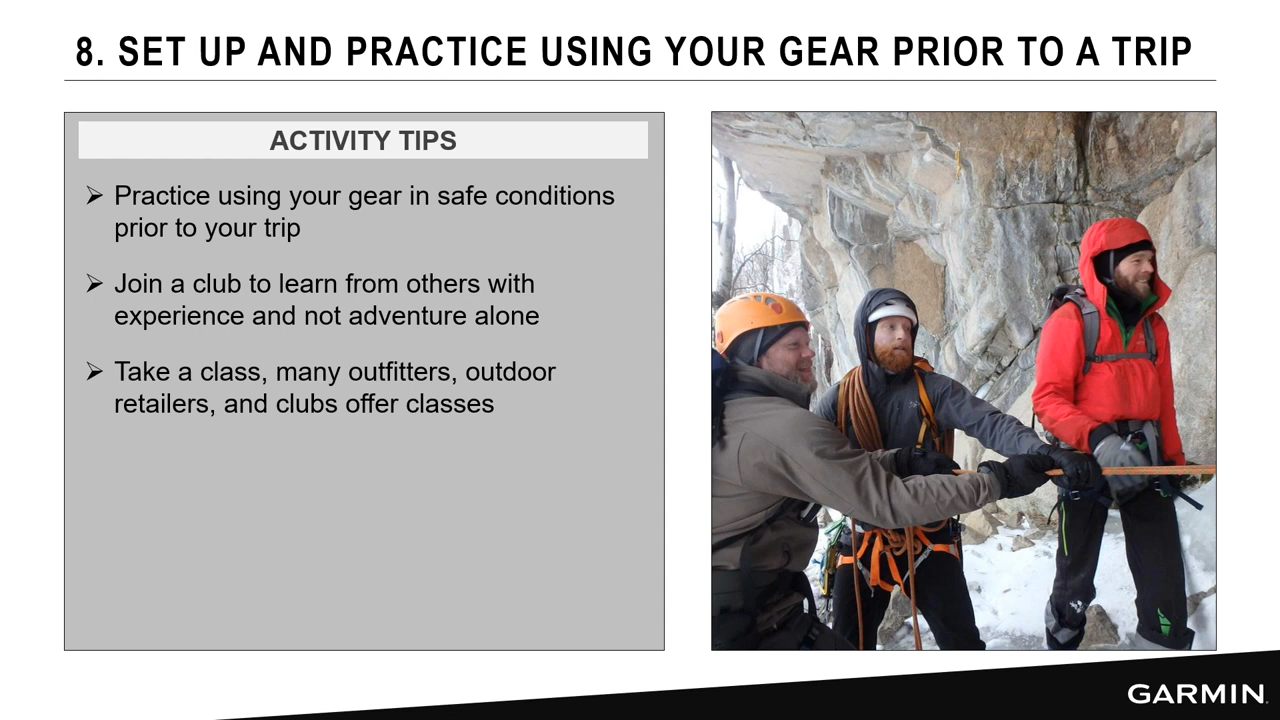 8. SET UP AND PRACTICE USING YOUR GEAR PRIOR TO A TRIP
ACTIVITY TIPS
Practice using your gear in safe conditions
prior to your trip
Join a club to learn from others with
experience and not adventure alone
Take a class, many outfitters, outdoor
retailers, and clubs offer classes
GARMIN